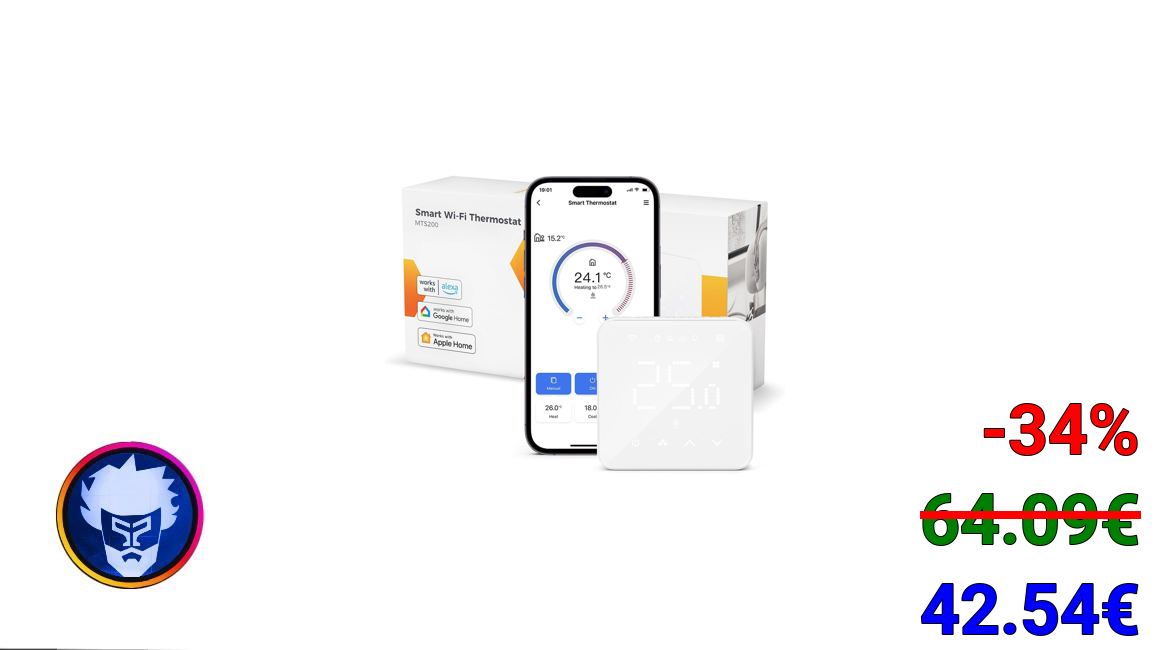 Smart Wi-Fi Thermostat
MTS200
works with alexa
works with
Google Home
Works with
Apple Home
19:01
Smart Thermostat
15.2°C
24.1°C
Heating to 26.5°C
Manual
ON
26.0°C
Heat
18.0
Cool
25.0
-34%
64.09€
42.54€